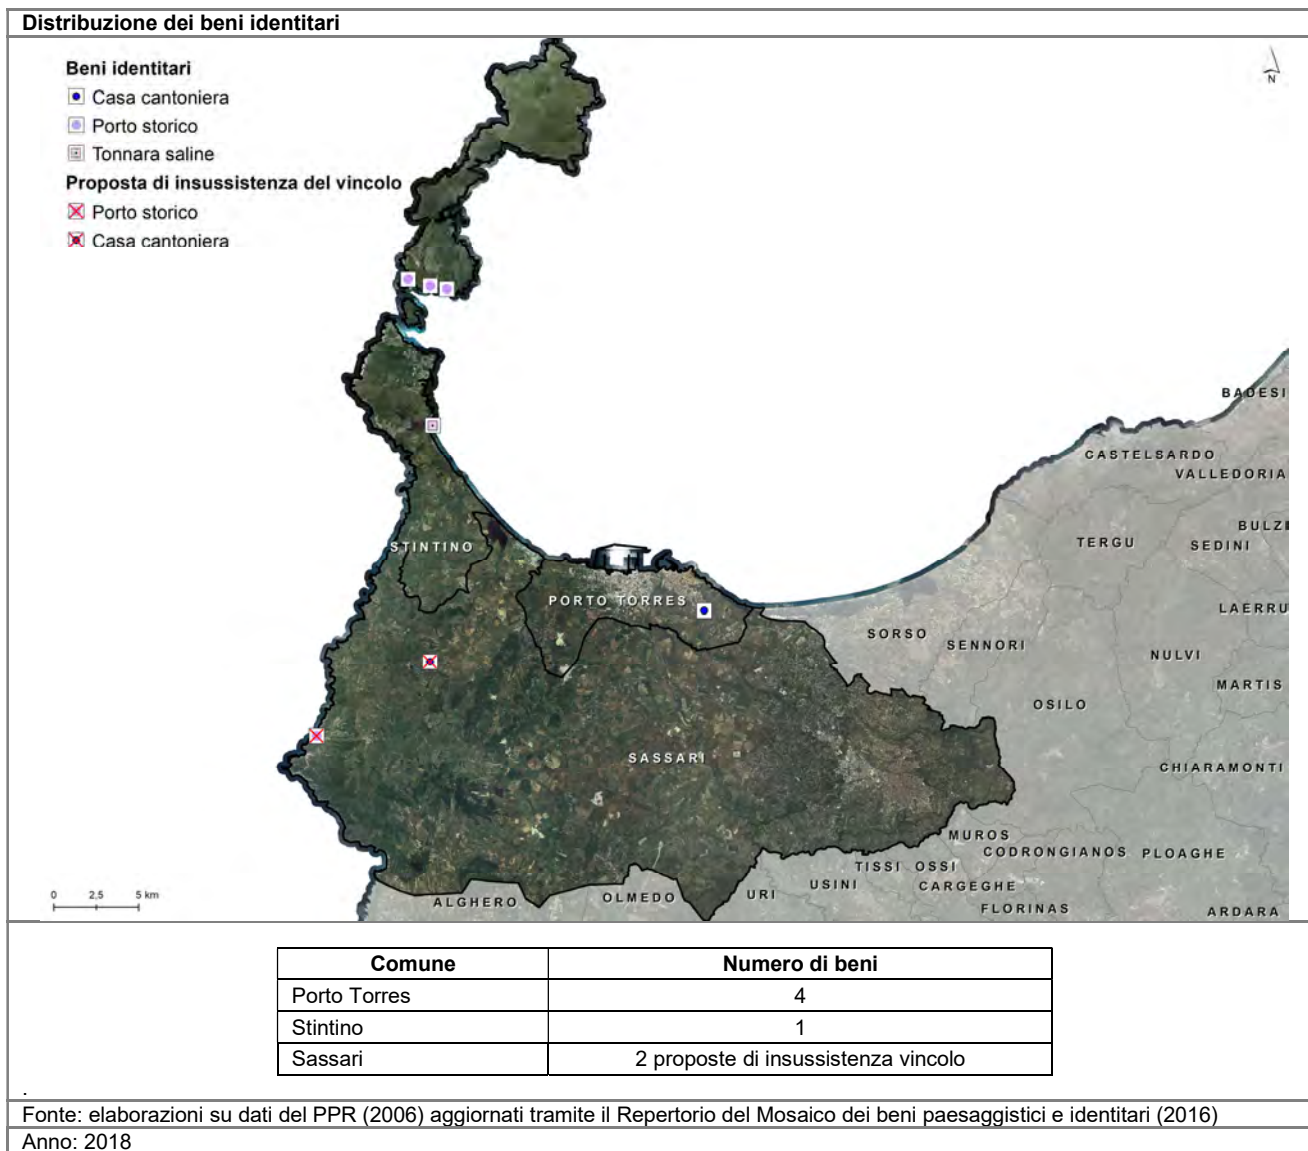 Distribuzione dei beni identitari
Beni identitari
Casa cantoniera
Porto storico
Tonnara saline
Proposta di insussistenza del vincolo
Porto storico
Casa cantoniera
N
BADESI
CASTELSARDO
VALLEDORIA
BULZI
TERGU
SEDINI
STINTINO
PORTO TORRES
LAERRU
SORSO
SENNORI
NULVI
MARTIS
OSILO
SASSARI
CHIARAMONTI
MUROS
CODRONGIANOS
PLOAGHE
TISSI
OSSI
USINI
CARGEGHE
URI
OLMEDO
ALGHERO
FLORINAS
ARDARA
0 2,5 5 km
Comune Numero di beni
Porto Torres 4
Stintino 1
Sassari 2 proposte di insussistenza vincolo
.
Fonte: elaborazioni su dati del PPR (2006) aggiornati tramite il Repertorio del Mosaico dei beni paesaggistici e identitari (2016)
Anno: 2018